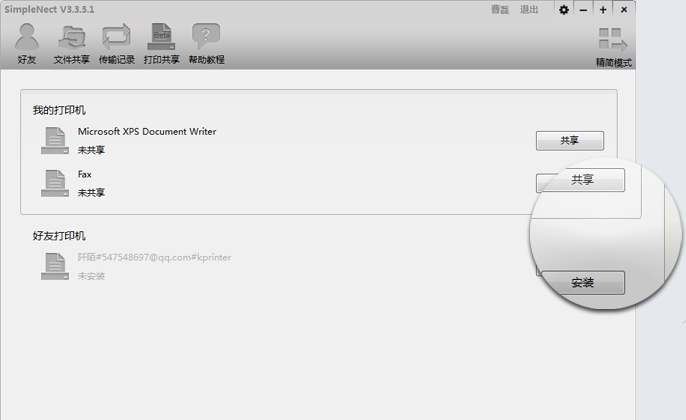 SimpleNect V3.3.5.1 曹磊 退出
好友 文件共享 传输记录 打印共享 帮助教程 精简模式
Beta
我的打印机
Microsoft XPS Document Writer
未共享 共享
Fax
未共享 共享
好友打印机
阡陌#547548697@qq.com#kprinter
未安装 安装